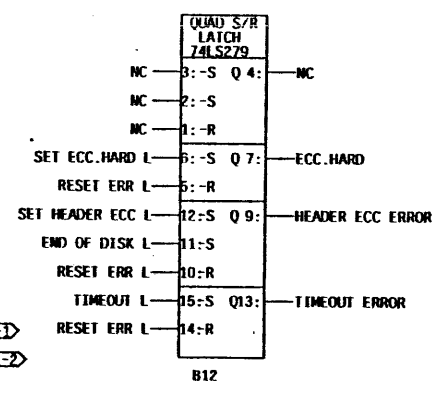 QUAD S/R
LATCH
74LS279
NC 3:-S Q 4: NC
NC 2:-S
NC 1:-R
SET ECC.HARD L 6:-S Q 7: ECC.HARD
RESET ERR L 5:-R
SET HEADER ECC L 12:-S Q 9: HEADER ECC ERROR
END OF DISK L 11:-S
RESET ERR L 10:-R
TIMEOUT L 15:-S Q13: TIMEOUT ERROR
RESET ERR L 14:-R
-2
B12